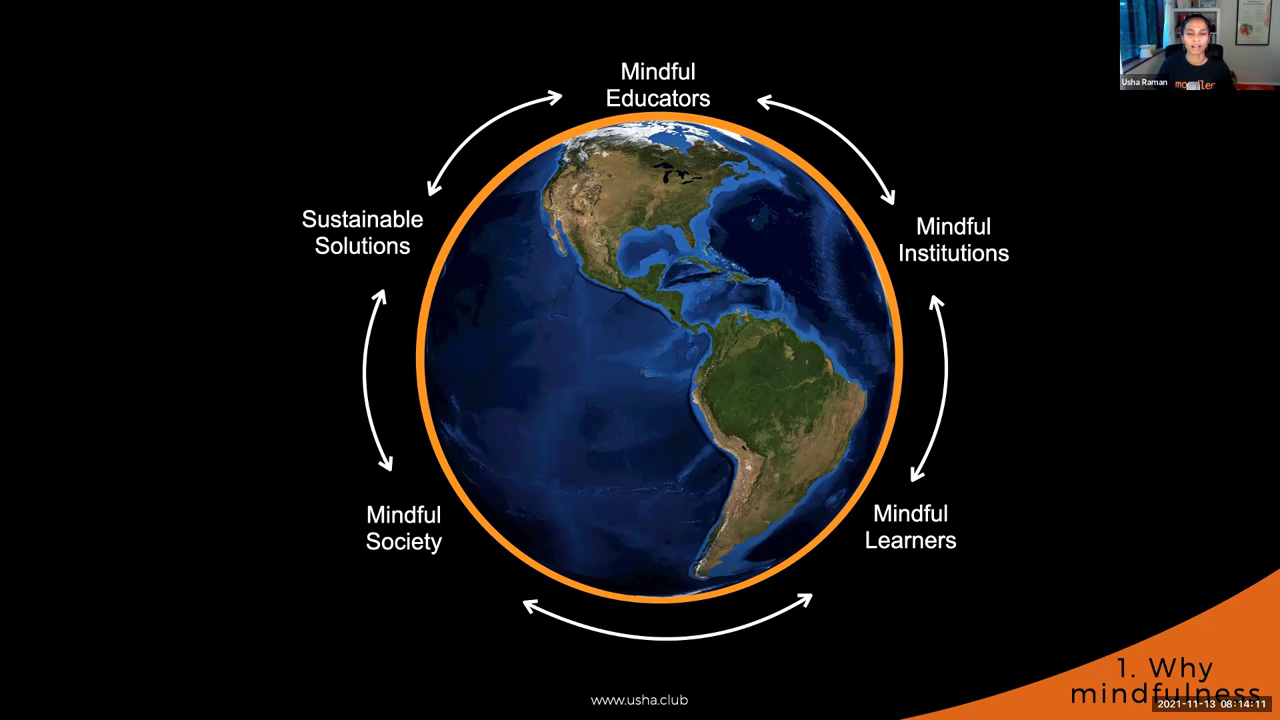 Mindful
Educators
Usha Raman
Sustainable
Solutions
Mindful
Institutions
Mindful
Society
Mindful
Learners
1. Why
mindfulness
www.usha.club
2021-11-13 08:14:11